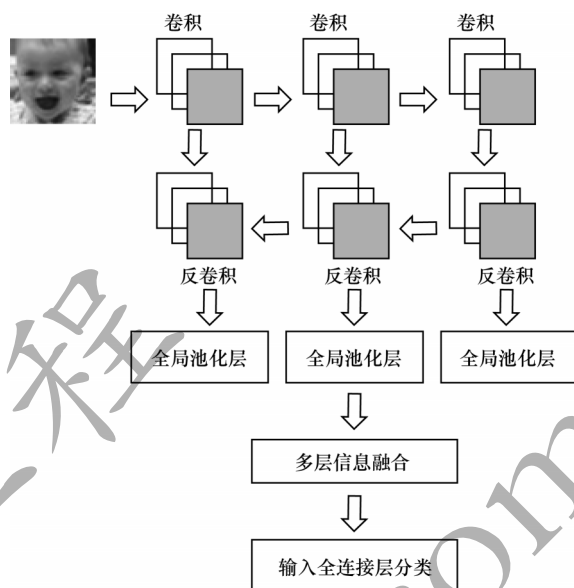 卷积 卷积 卷积
反卷积 反卷积 反卷积
全局池化层 全局池化层 全局池化层
多层信息融合
输入全连接层分类
程
com